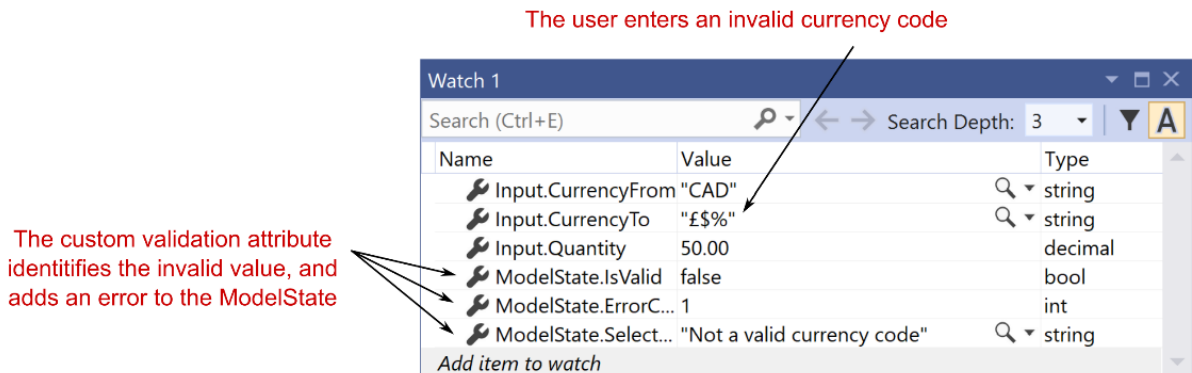 The user enters an invalid currency code
Watch 1
Search (Ctrl+E)
Search Depth: 3
A
Name Value Type
Input.CurrencyFrom "CAD" string
Input.CurrencyTo "£$%" string
Input.Quantity 50.00 decimal
ModelState.IsValid false bool
ModelState.ErrorC... 1 int
ModelState.Select... "Not a valid currency code" string
Add item to watch
The custom validation attribute
identitifies the invalid value, and
adds an error to the ModelState